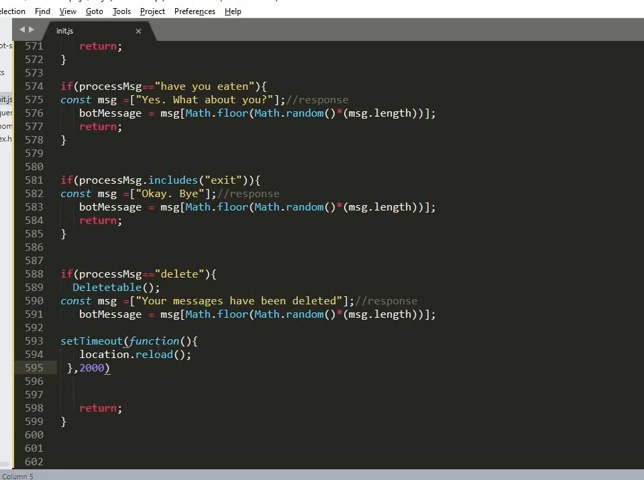 election Find View Goto Tools Project Preferences Help
init.js ×
571 return;
572 }
573
574 if(processMsg=="have you eaten"){
575 const msg =["Yes. What about you?"];//response
576 botMessage = msg[Math.floor(Math.random()*(msg.length))];
577 return;
578 }
579
580
581 if(processMsg.includes("exit")){
582 const msg =["Okay. Bye"];//response
583 botMessage = msg[Math.floor(Math.random()*(msg.length))];
584 return;
585 }
586
587
588 if(processMsg=="delete"){
589 Deletetable();
590 const msg =["Your messages have been deleted"];//response
591 botMessage = msg[Math.floor(Math.random()*(msg.length))];
592
593 setTimeout(function(){
594 location.reload();
595 },2000)
596
597
598 return;
599 }
600
601
602
Column 5